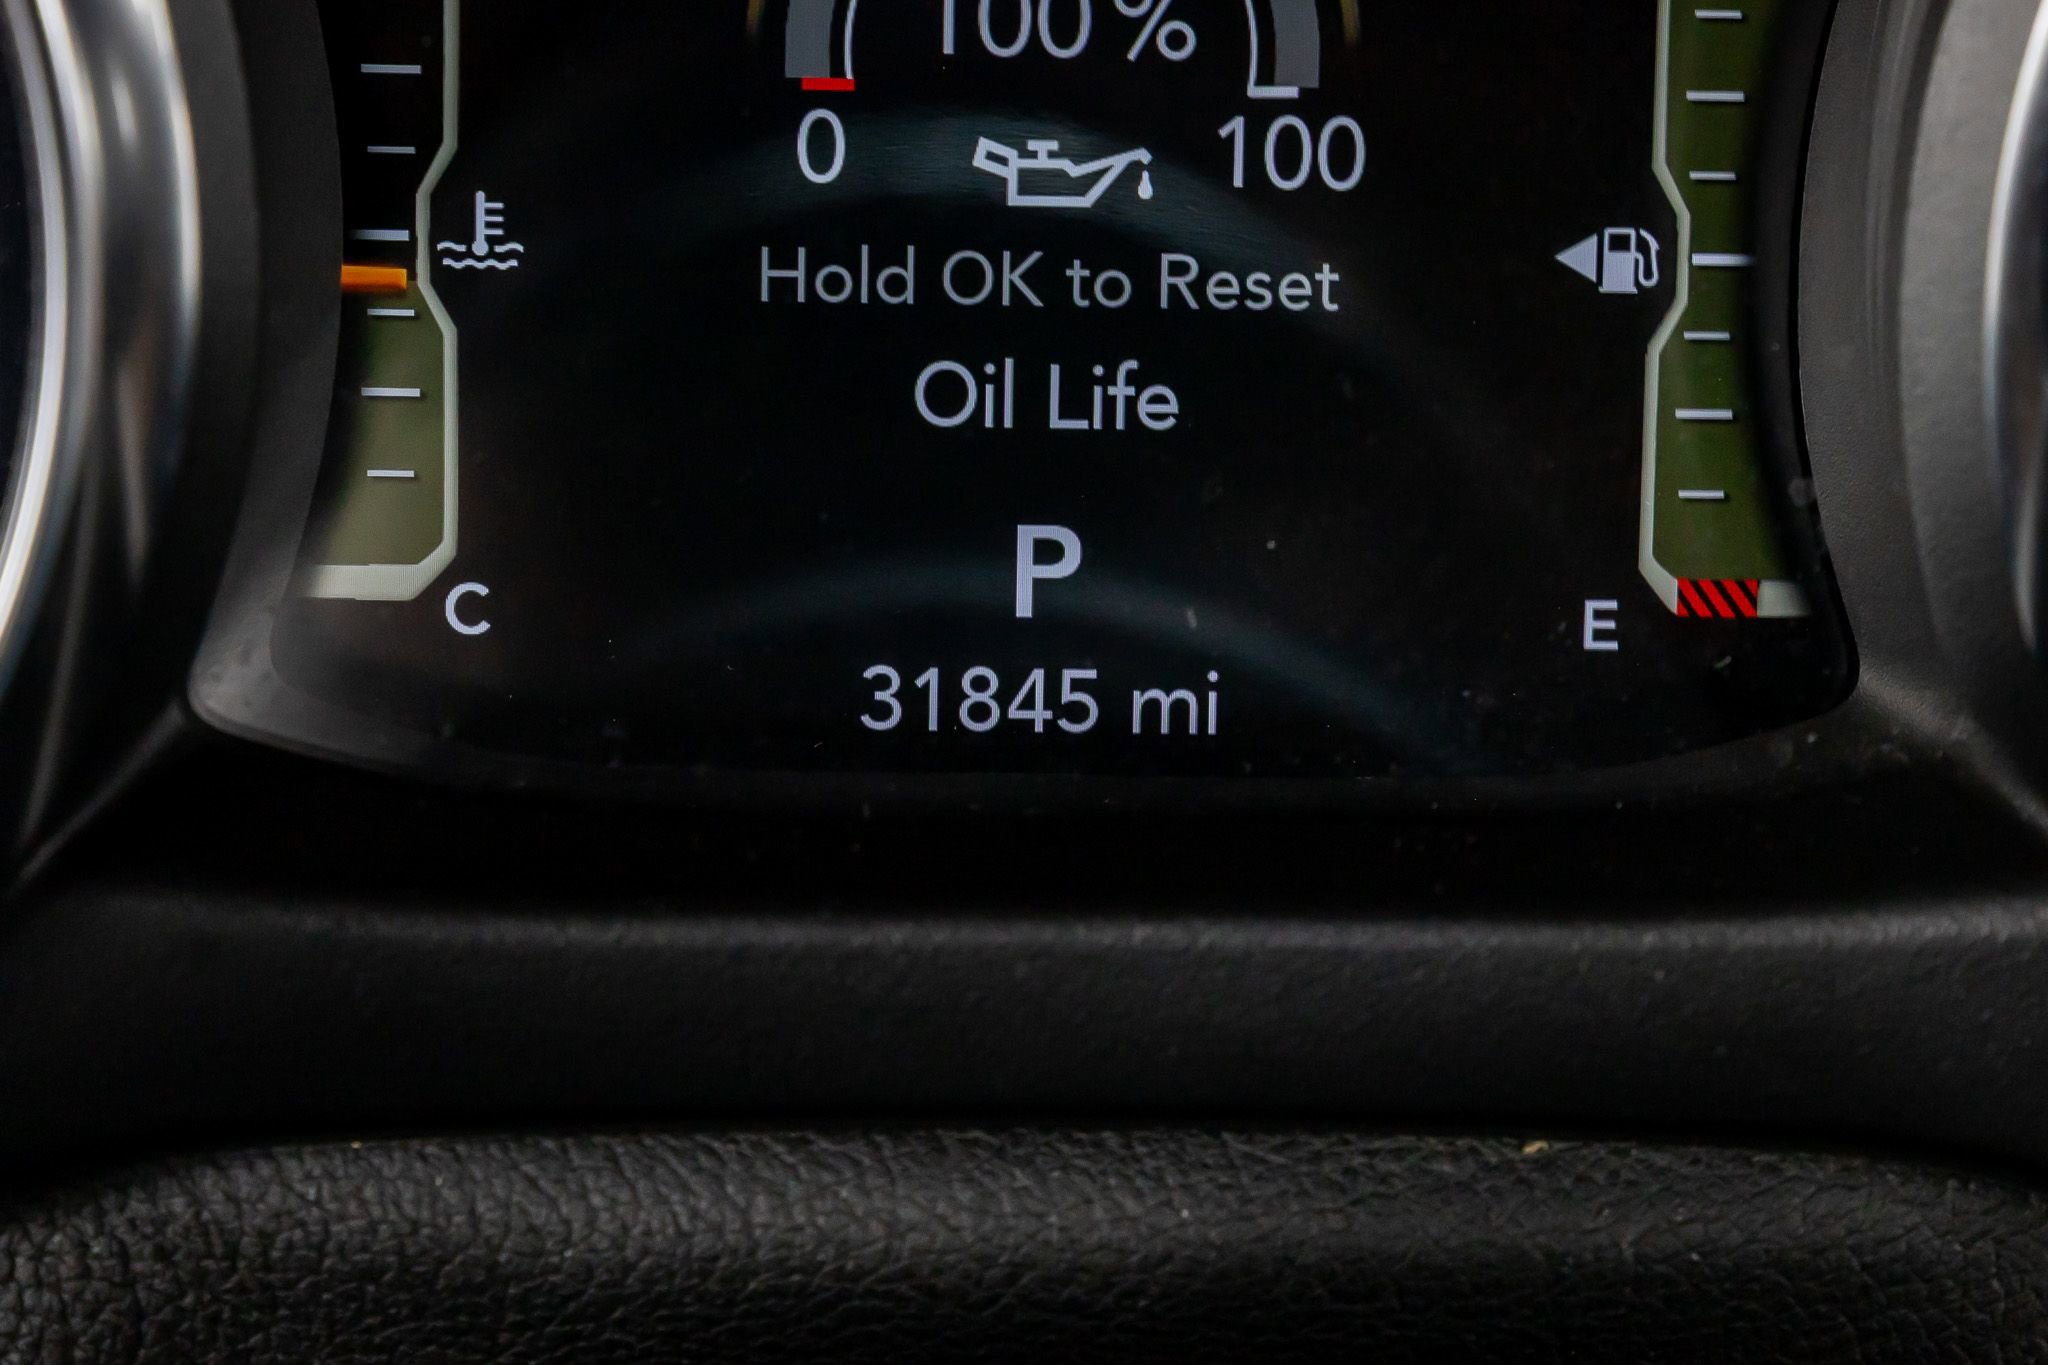 100%
0 100
Hold OK to Reset
Oil Life
P
C E
31845 mi